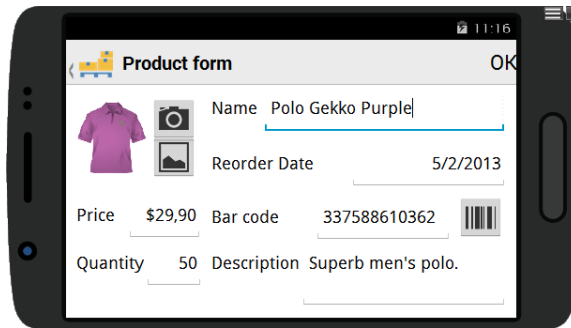 11:16
Product form OK
Name Polo Gekko Purple
Reorder Date 5/2/2013
Price $29,90 Bar code 337588610362
Quantity 50 Description Superb men's polo.